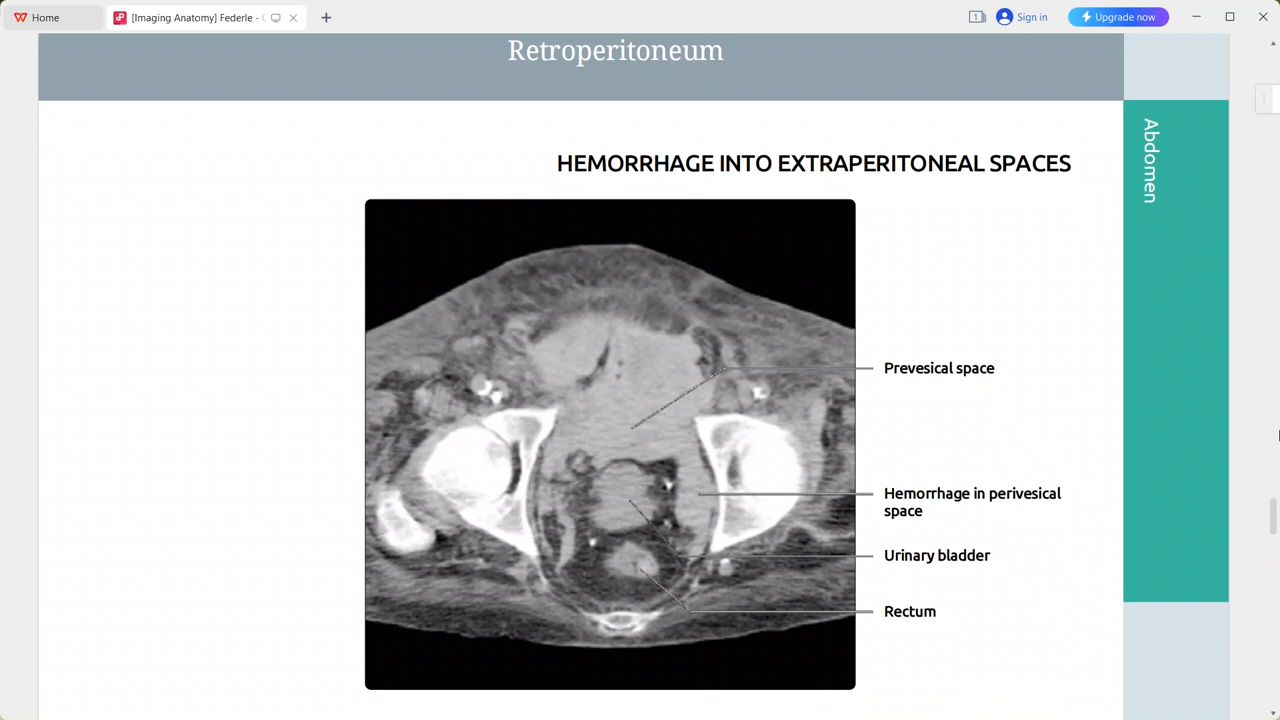 Home
[Imaging Anatomy] Federle -
1
Sign in
Upgrade now
Retroperitoneum
Abdomen
HEMORRHAGE INTO EXTRAPERITONEAL SPACES
Prevesical space
Hemorrhage in perivesical
space
Urinary bladder
Rectum